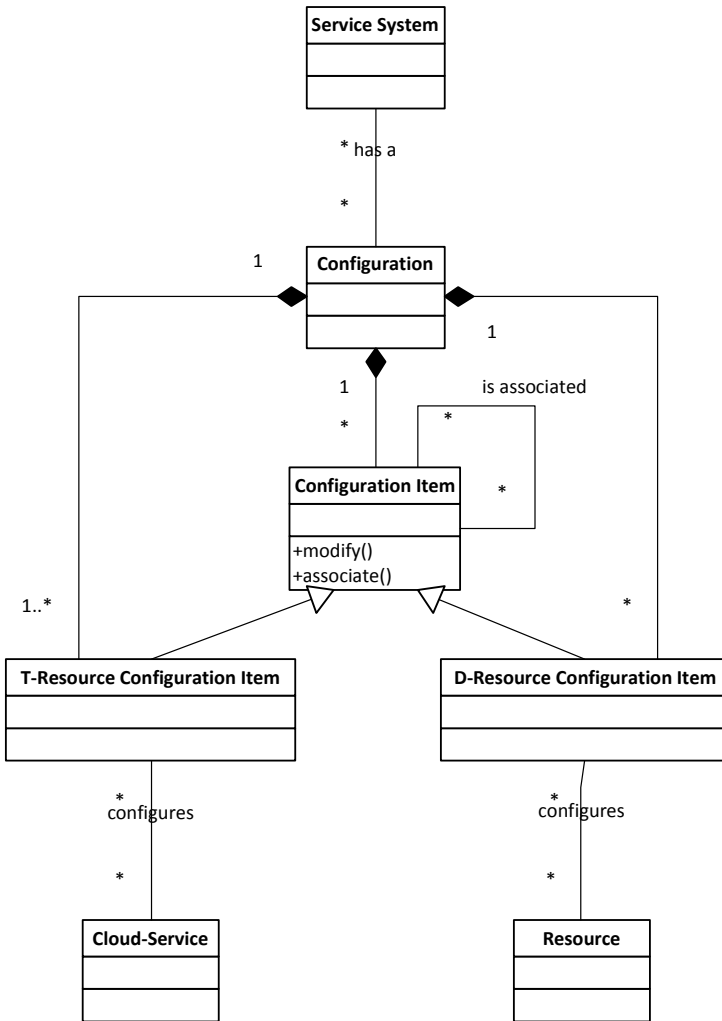 Service System
* has a
*
1
Configuration
1
1
is associated
*
*
Configuration Item
*
+modify()
+associate()
1..*
*
T-Resource Configuration Item
D-Resource Configuration Item
*
configures
*
configures
*
*
Cloud-Service
Resource